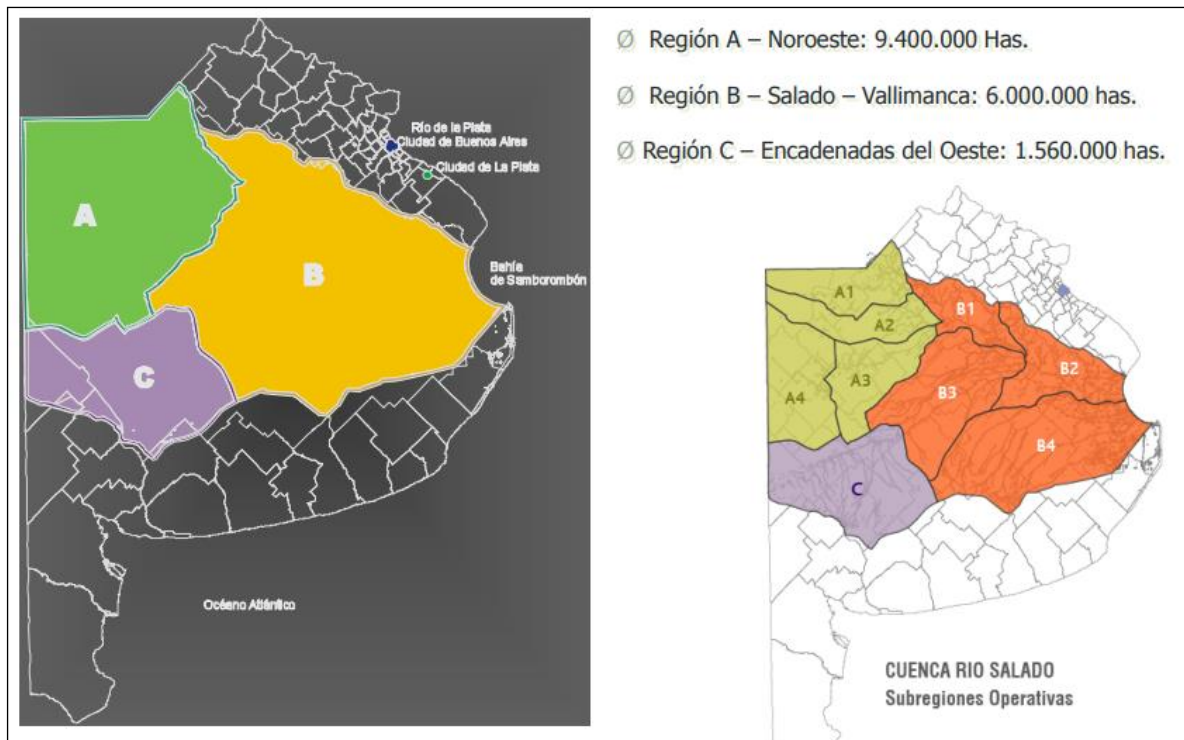 Ø Región A – Noroeste: 9.400.000 Has.
Ø Región B – Salado – Vallimanca: 6.000.000 has.
Ø Región C – Encadenadas del Oeste: 1.560.000 has.
Río de la Plata
Ciudad de Buenos Aires
Ciudad de La Plata
A
B
Bahía
de Samborombón
C
Océano Atlántico
A1
A2
A3
A4
B1
B2
B3
B4
C
CUENCA RIO SALADO
Subregiones Operativas